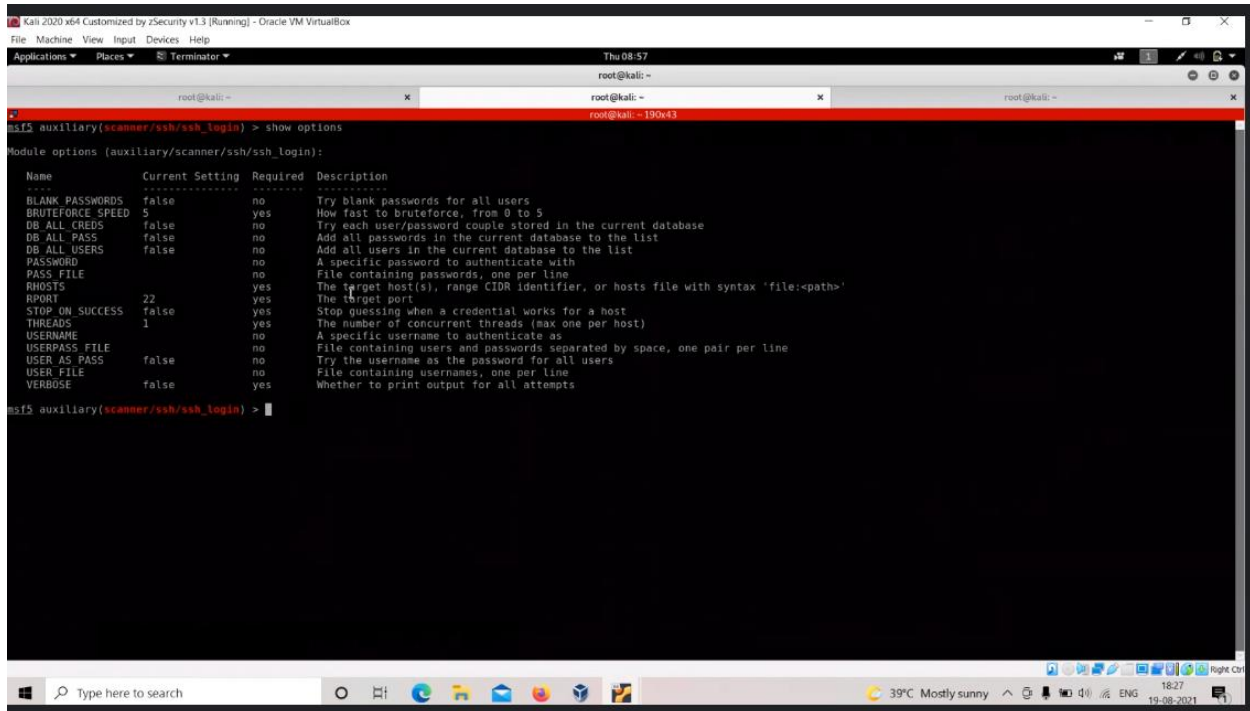 Kali 2020 x64 Customized by zSecurity v1.3 [Running] - Oracle VM VirtualBox
File Machine View Input Devices Help
Applications Places Terminator Thu 08:57 1
root@kali: ~
root@kali: ~ root@kali: ~ root@kali: ~
root@kali: ~ 190x43
msf5 auxiliary(scanner/ssh/ssh_login) > show options
Module options (auxiliary/scanner/ssh/ssh_login):
Name Current Setting Required Description
---- --------------- -------- -----------
BLANK_PASSWORDS false no Try blank passwords for all users
BRUTEFORCE_SPEED 5 yes How fast to bruteforce, from 0 to 5
DB_ALL_CREDS false no Try each user/password couple stored in the current database
DB_ALL_PASS false no Add all passwords in the current database to the list
DB_ALL_USERS false no Add all users in the current database to the list
PASSWORD no A specific password to authenticate with
PASS_FILE no File containing passwords, one per line
RHOSTS yes The target host(s), range CIDR identifier, or hosts file with syntax 'file:<path>'
RPORT 22 yes The target port
STOP_ON_SUCCESS false yes Stop guessing when a credential works for a host
THREADS 1 yes The number of concurrent threads (max one per host)
USERNAME no A specific username to authenticate as
USERPASS_FILE no File containing users and passwords separated by space, one pair per line
USER_AS_PASS false no Try the username as the password for all users
USER_FILE no File containing usernames, one per line
VERBOSE false yes Whether to print output for all attempts
msf5 auxiliary(scanner/ssh/ssh_login) >
Right Ctrl
Type here to search 39°C Mostly sunny ENG 18:27
19-08-2021